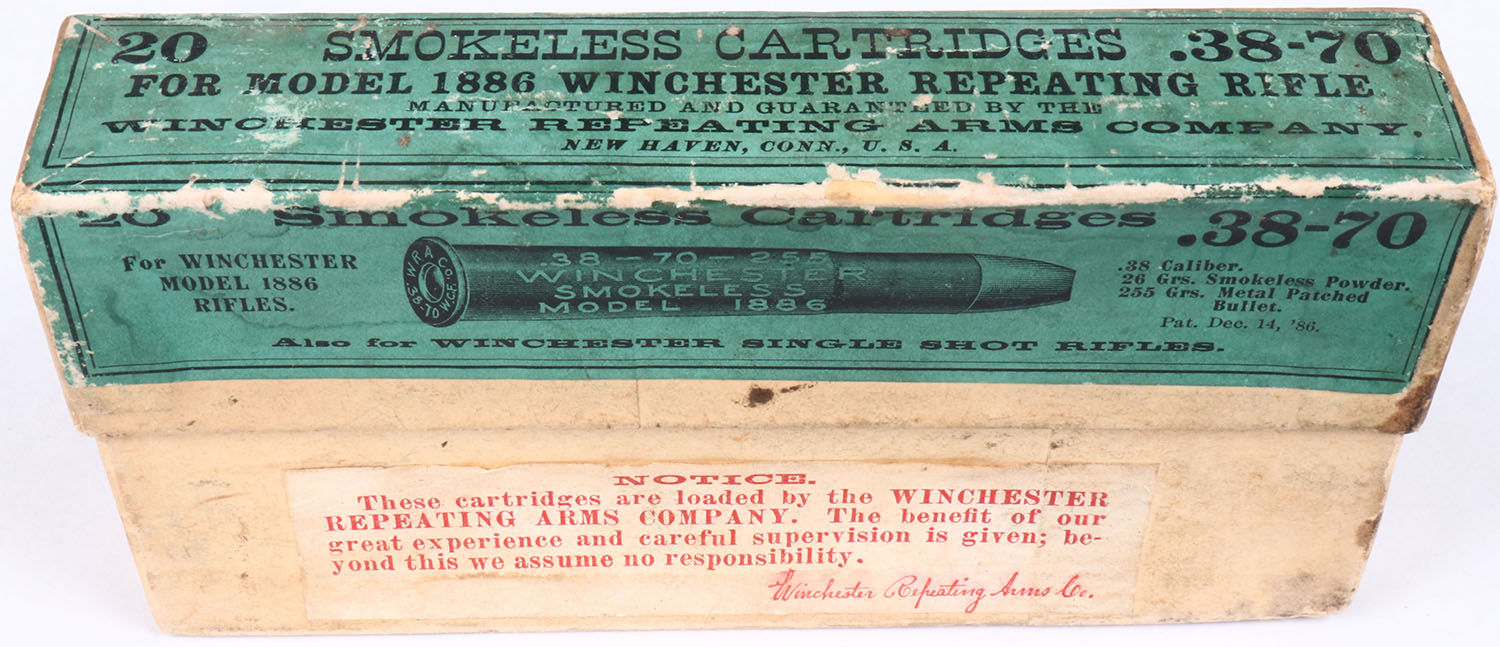 20 SMOKELESS CARTRIDGES .38-70
FOR MODEL 1886 WINCHESTER REPEATING RIFLE
MANUFACTURED AND GUARANTEED BY THE
WINCHESTER REPEATING ARMS COMPANY,
NEW HAVEN, CONN., U. S. A.
20 Smokeless Cartridges .38-70
For WINCHESTER
MODEL 1886
RIFLES.
W.R.A.Co.
38-70 W.C.F.
.38-70-255
WINCHESTER
SMOKELESS
MODEL 1886
.38 Caliber.
26 Grs. Smokeless Powder.
255 Grs. Metal Patched
Bullet.
Pat. Dec. 14, '86.
Also for WINCHESTER SINGLE SHOT RIFLES.
NOTICE.
These cartridges are loaded by the WINCHESTER
REPEATING ARMS COMPANY. The benefit of our
great experience and careful supervision is given; be-
yond this we assume no responsibility.
Winchester Repeating Arms Co.